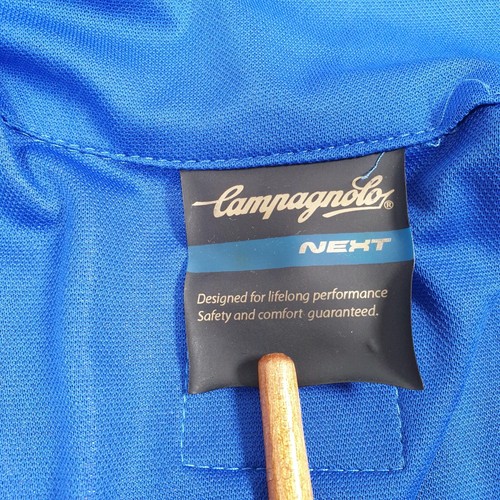 Campagnolo®
NEXT
Designed for lifelong performance
Safety and comfort guaranteed.